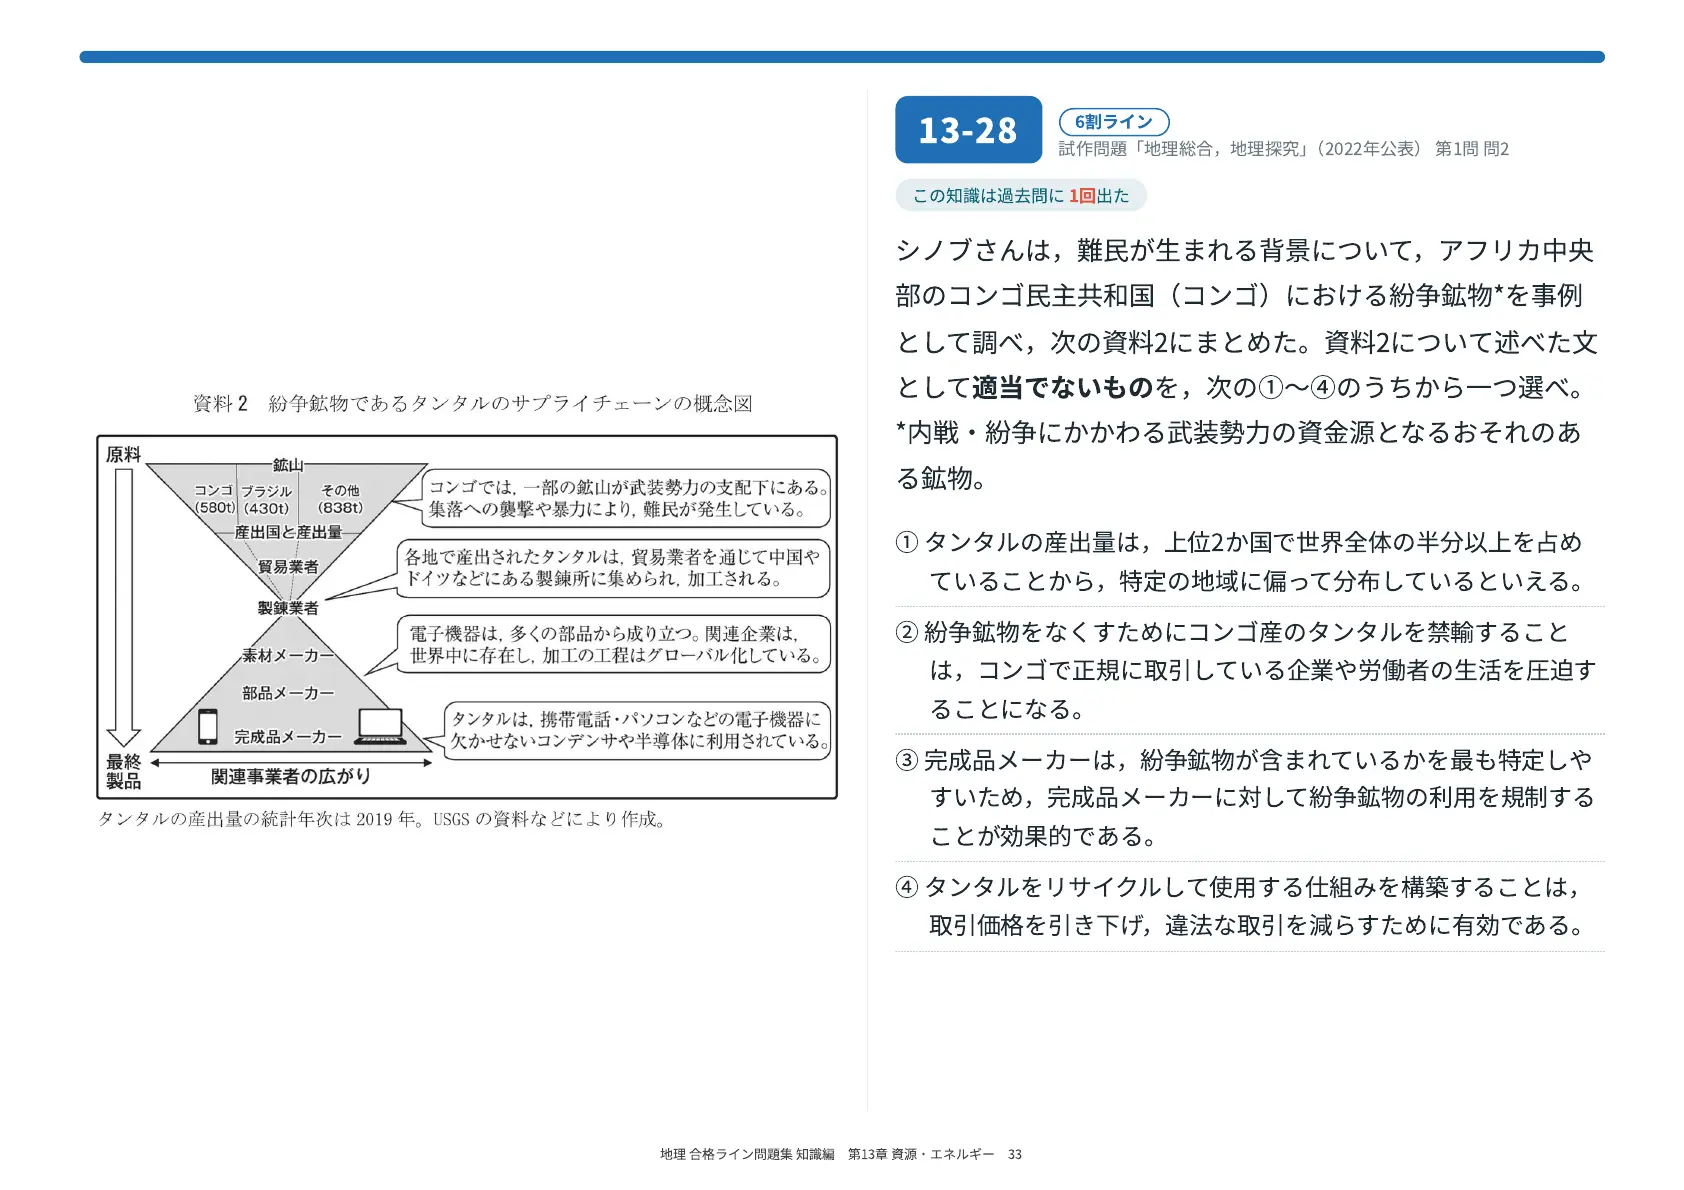 資料2　紛争鉱物であるタンタルのサプライチェーンの概念図
原料
鉱山
コンゴ ブラジル その他
(580t) (430t) (838t)
産出国と産出量
貿易業者
製錬業者
素材メーカー
部品メーカー
完成品メーカー
最終
製品
関連事業者の広がり
コンゴでは，一部の鉱山が武装勢力の支配下にある。
集落への襲撃や暴力により，難民が発生している。
各地で産出されたタンタルは，貿易業者を通じて中国や
ドイツなどにある製錬所に集められ，加工される。
電子機器は，多くの部品から成り立つ。関連企業は，
世界中に存在し，加工の工程はグローバル化している。
タンタルは，携帯電話・パソコンなどの電子機器に
欠かせないコンデンサや半導体に利用されている。
タンタルの産出量の統計年次は2019年。USGSの資料などにより作成。
13-28
6割ライン
試作問題「地理総合，地理探究」（2022年公表） 第1問 問2
この知識は過去問に 1回出た
シノブさんは，難民が生まれる背景について，アフリカ中央
部のコンゴ民主共和国（コンゴ）における紛争鉱物*を事例
として調べ，次の資料2にまとめた。資料2について述べた文
として適当でないものを，次の①～④のうちから一つ選べ。
*内戦・紛争にかかわる武装勢力の資金源となるおそれのあ
る鉱物。
① タンタルの産出量は，上位2か国で世界全体の半分以上を占め
ていることから，特定の地域に偏って分布しているといえる。
② 紛争鉱物をなくすためにコンゴ産のタンタルを禁輸すること
は，コンゴで正規に取引している企業や労働者の生活を圧迫す
ることになる。
③ 完成品メーカーは，紛争鉱物が含まれているかを最も特定しや
すいため，完成品メーカーに対して紛争鉱物の利用を規制する
ことが効果的である。
④ タンタルをリサイクルして使用する仕組みを構築することは，
取引価格を引き下げ，違法な取引を減らすために有効である。
地理 合格ライン問題集 知識編　第13章 資源・エネルギー　33